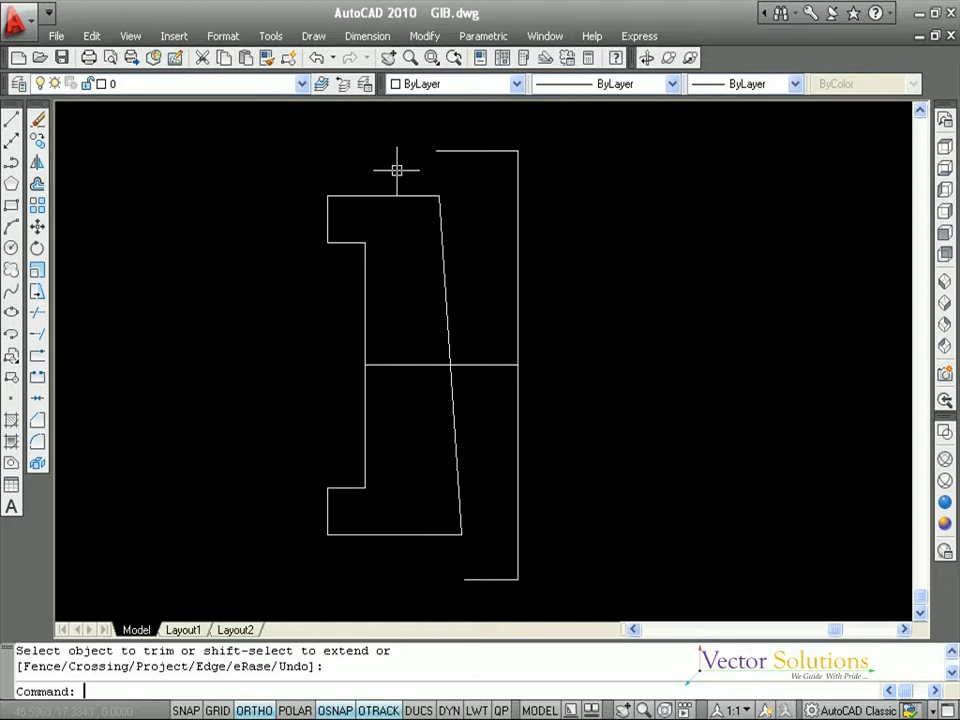 AutoCAD 2010 GIB.dwg
File Edit View Insert Format Tools Draw Dimension Modify Parametric Window Help Express
0 ByLayer ByLayer ByLayer ByColor
A
Model Layout1 Layout2
Select object to trim or shift-select to extend or
[Fence/Crossing/Project/Edge/eRase/Undo]:
Vector Solutions
We Guide With Pride ...
Command:
SNAP GRID ORTHO POLAR OSNAP OTRACK DUCS DYN LWT QP MODEL 1:1 AutoCAD Classic